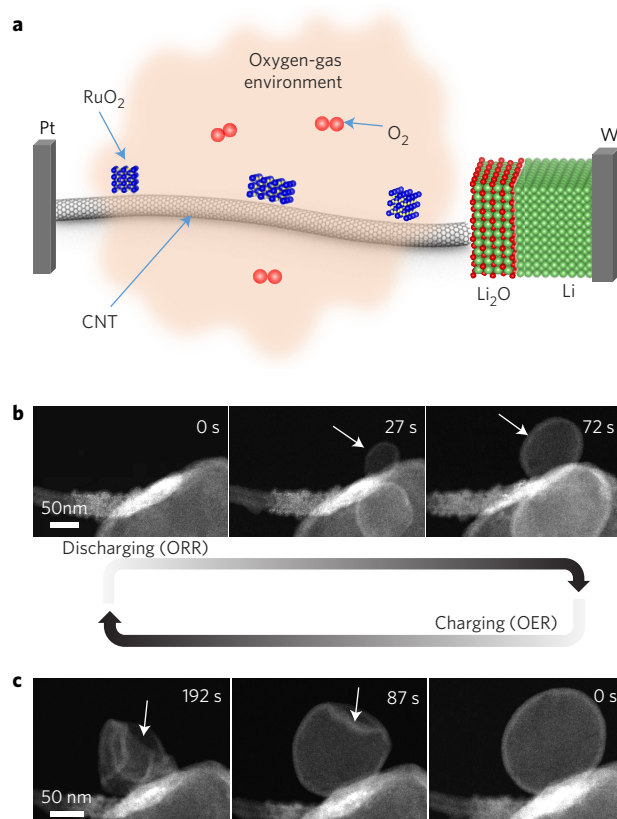 a
Oxygen-gas
environment
RuO₂
Pt
O₂
W
CNT
Li₂O
Li
b
0 s
27 s
72 s
50nm
Discharging (ORR)
Charging (OER)
c
192 s
87 s
0 s
50 nm